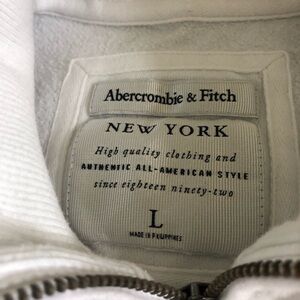 Abercrombie & Fitch
NEW YORK
High quality clothing and
AUTHENTIC ALL-AMERICAN STYLE
since eighteen ninety-two
L
MADE IN PHILIPPINES